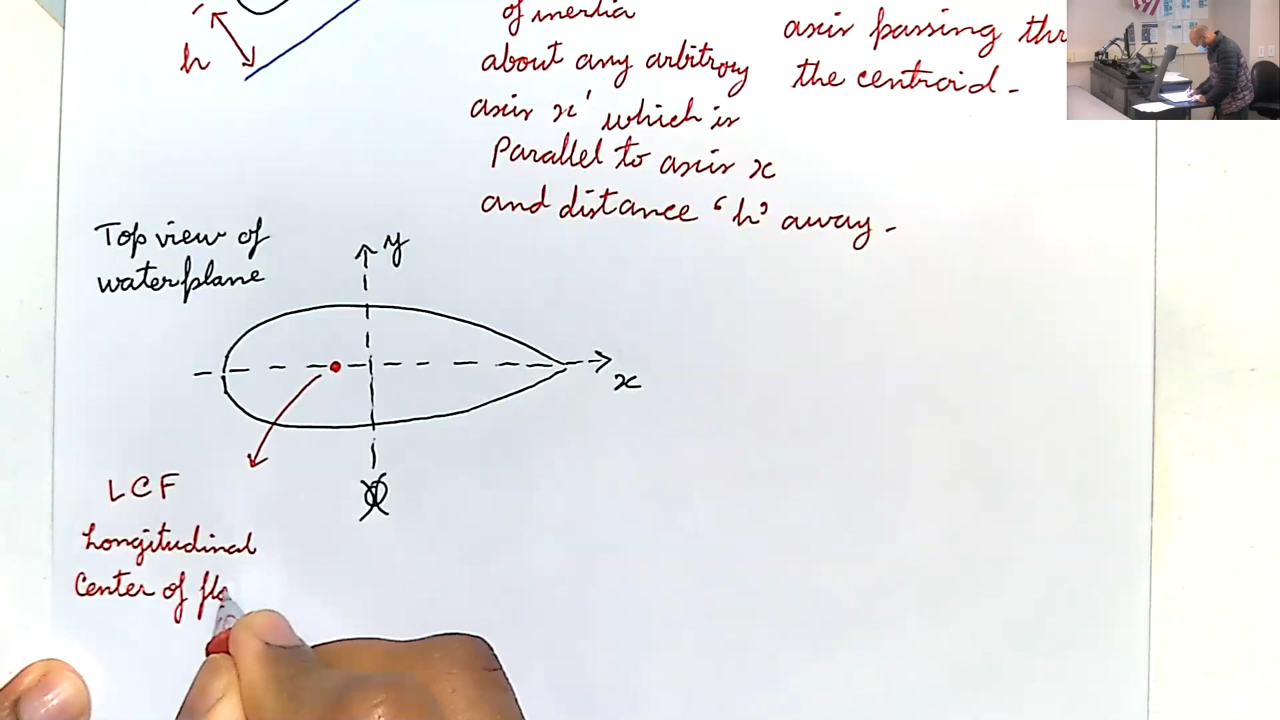 of inertia
about any arbitrary
axis x' which is
Parallel to axis x
and distance 'h' away.
axis passing thr
the centroid.
h
Top view of
waterplane
y
x
LCF
Longitudinal
Center of flo